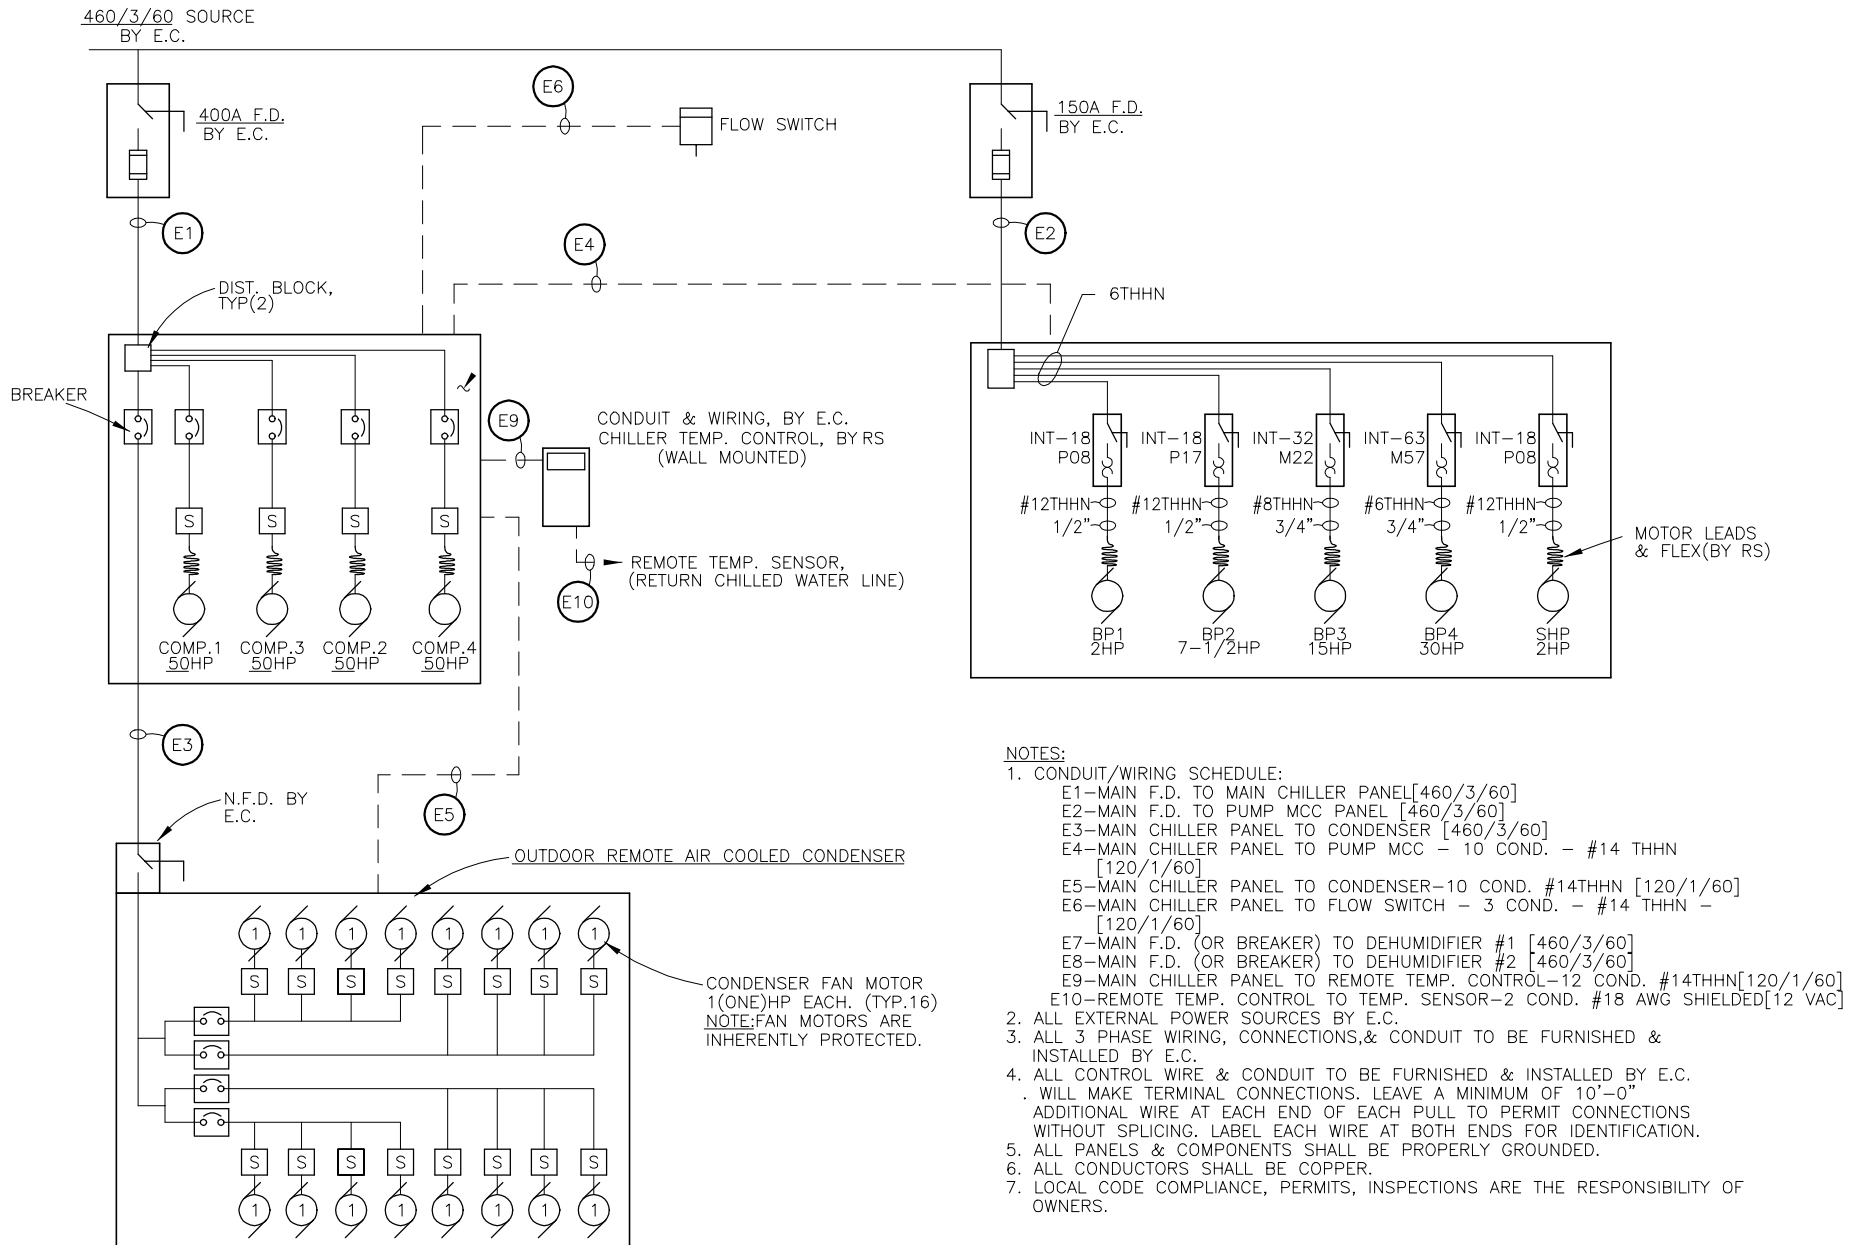 460/3/60 SOURCE
BY E.C.
400A F.D.
BY E.C.
E6
FLOW SWITCH
150A F.D.
BY E.C.
E1
E4
E2
DIST. BLOCK,
TYP(2)
6THHN
BREAKER
E9
CONDUIT & WIRING, BY E.C.
CHILLER TEMP. CONTROL, BY RS
(WALL MOUNTED)
S S S S
REMOTE TEMP. SENSOR,
(RETURN CHILLED WATER LINE)
E10
COMP.1 COMP.3 COMP.2 COMP.4
50HP 50HP 50HP 50HP
INT-18 INT-18 INT-32 INT-63 INT-18
P08 P17 M22 M57 P08
#12THHN #12THHN #8THHN #6THHN #12THHN
1/2" 1/2" 3/4" 3/4" 1/2"
MOTOR LEADS
& FLEX(BY RS)
BP1 BP2 BP3 BP4 SHP
2HP 7-1/2HP 15HP 30HP 2HP
E3
N.F.D. BY
E.C.
E5
OUTDOOR REMOTE AIR COOLED CONDENSER
1 1 1 1 1 1 1 1
S S S S S S S S
CONDENSER FAN MOTOR
1(ONE)HP EACH. (TYP.16)
NOTE:FAN MOTORS ARE
INHERENTLY PROTECTED.
S S S S S S S S
1 1 1 1 1 1 1 1
NOTES:
1. CONDUIT/WIRING SCHEDULE:
E1-MAIN F.D. TO MAIN CHILLER PANEL[460/3/60]
E2-MAIN F.D. TO PUMP MCC PANEL [460/3/60]
E3-MAIN CHILLER PANEL TO CONDENSER [460/3/60]
E4-MAIN CHILLER PANEL TO PUMP MCC - 10 COND. - #14 THHN
[120/1/60]
E5-MAIN CHILLER PANEL TO CONDENSER-10 COND. #14THHN [120/1/60]
E6-MAIN CHILLER PANEL TO FLOW SWITCH - 3 COND. - #14 THHN -
[120/1/60]
E7-MAIN F.D. (OR BREAKER) TO DEHUMIDIFIER #1 [460/3/60]
E8-MAIN F.D. (OR BREAKER) TO DEHUMIDIFIER #2 [460/3/60]
E9-MAIN CHILLER PANEL TO REMOTE TEMP. CONTROL-12 COND. #14THHN[120/1/60]
E10-REMOTE TEMP. CONTROL TO TEMP. SENSOR-2 COND. #18 AWG SHIELDED[12 VAC]
2. ALL EXTERNAL POWER SOURCES BY E.C.
3. ALL 3 PHASE WIRING, CONNECTIONS,& CONDUIT TO BE FURNISHED &
INSTALLED BY E.C.
4. ALL CONTROL WIRE & CONDUIT TO BE FURNISHED & INSTALLED BY E.C.
. WILL MAKE TERMINAL CONNECTIONS. LEAVE A MINIMUM OF 10'-0"
ADDITIONAL WIRE AT EACH END OF EACH PULL TO PERMIT CONNECTIONS
WITHOUT SPLICING. LABEL EACH WIRE AT BOTH ENDS FOR IDENTIFICATION.
5. ALL PANELS & COMPONENTS SHALL BE PROPERLY GROUNDED.
6. ALL CONDUCTORS SHALL BE COPPER.
7. LOCAL CODE COMPLIANCE, PERMITS, INSPECTIONS ARE THE RESPONSIBILITY OF
OWNERS.